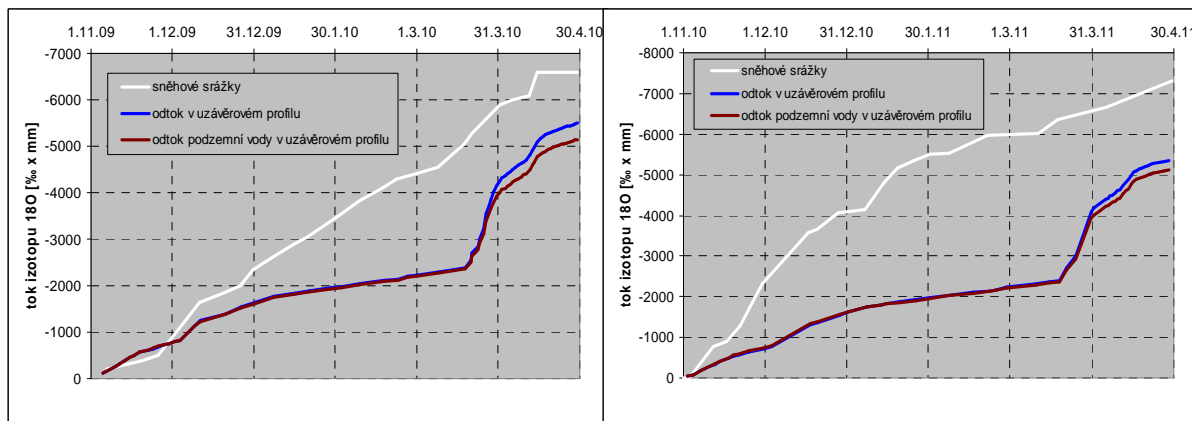 1.11.09 1.12.09 31.12.09 30.1.10 1.3.10 31.3.10 30.4.10
-7000
-6000
-5000
-4000
-3000
-2000
-1000
0
tok izotopu 18O [‰ x mm]
sněhové srážky
odtok v uzávěrovém profilu
odtok podzemní vody v uzávěrovém profilu
1.11.10 1.12.10 31.12.10 30.1.11 1.3.11 31.3.11 30.4.11
-8000
-7000
-6000
-5000
-4000
-3000
-2000
-1000
0
tok izotopu 18O [‰ x mm]
sněhové srážky
odtok v uzávěrovém profilu
odtok podzemní vody v uzávěrovém profilu